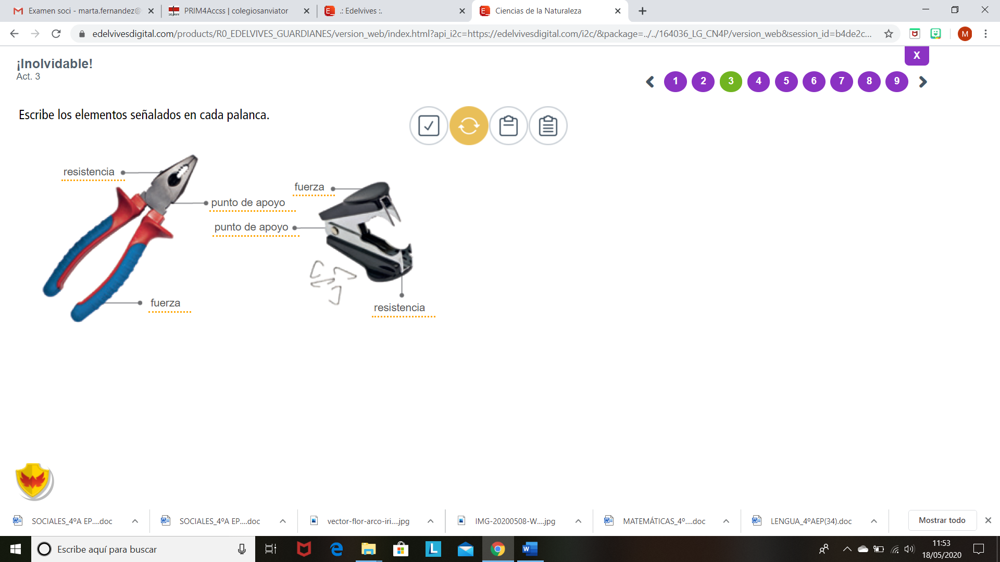 Examen soci - marta.fernandez@
PRIM4Accss | colegiosanviator
.: Edelvives :.
Ciencias de la Naturaleza
edelvivesdigital.com/products/R0_EDELVIVES_GUARDIANES/version_web/index.html?api_i2c=https://edelvivesdigital.com/i2c/&package=../../164036_LG_CN4P/version_web&session_id=b4de2c...
M
X
¡Inolvidable!
Act. 3
1 2 3 4 5 6 7 8 9
Escribe los elementos señalados en cada palanca.
resistencia
fuerza
punto de apoyo
punto de apoyo
fuerza
resistencia
SOCIALES_4ºA EP....doc
SOCIALES_4ºA EP....doc
vector-flor-arco-iri....jpg
IMG-20200508-W....jpg
MATEMÁTICAS_4º....doc
LENGUA_4ºAEP(34).doc
Mostrar todo
Escribe aquí para buscar
11:53
18/05/2020